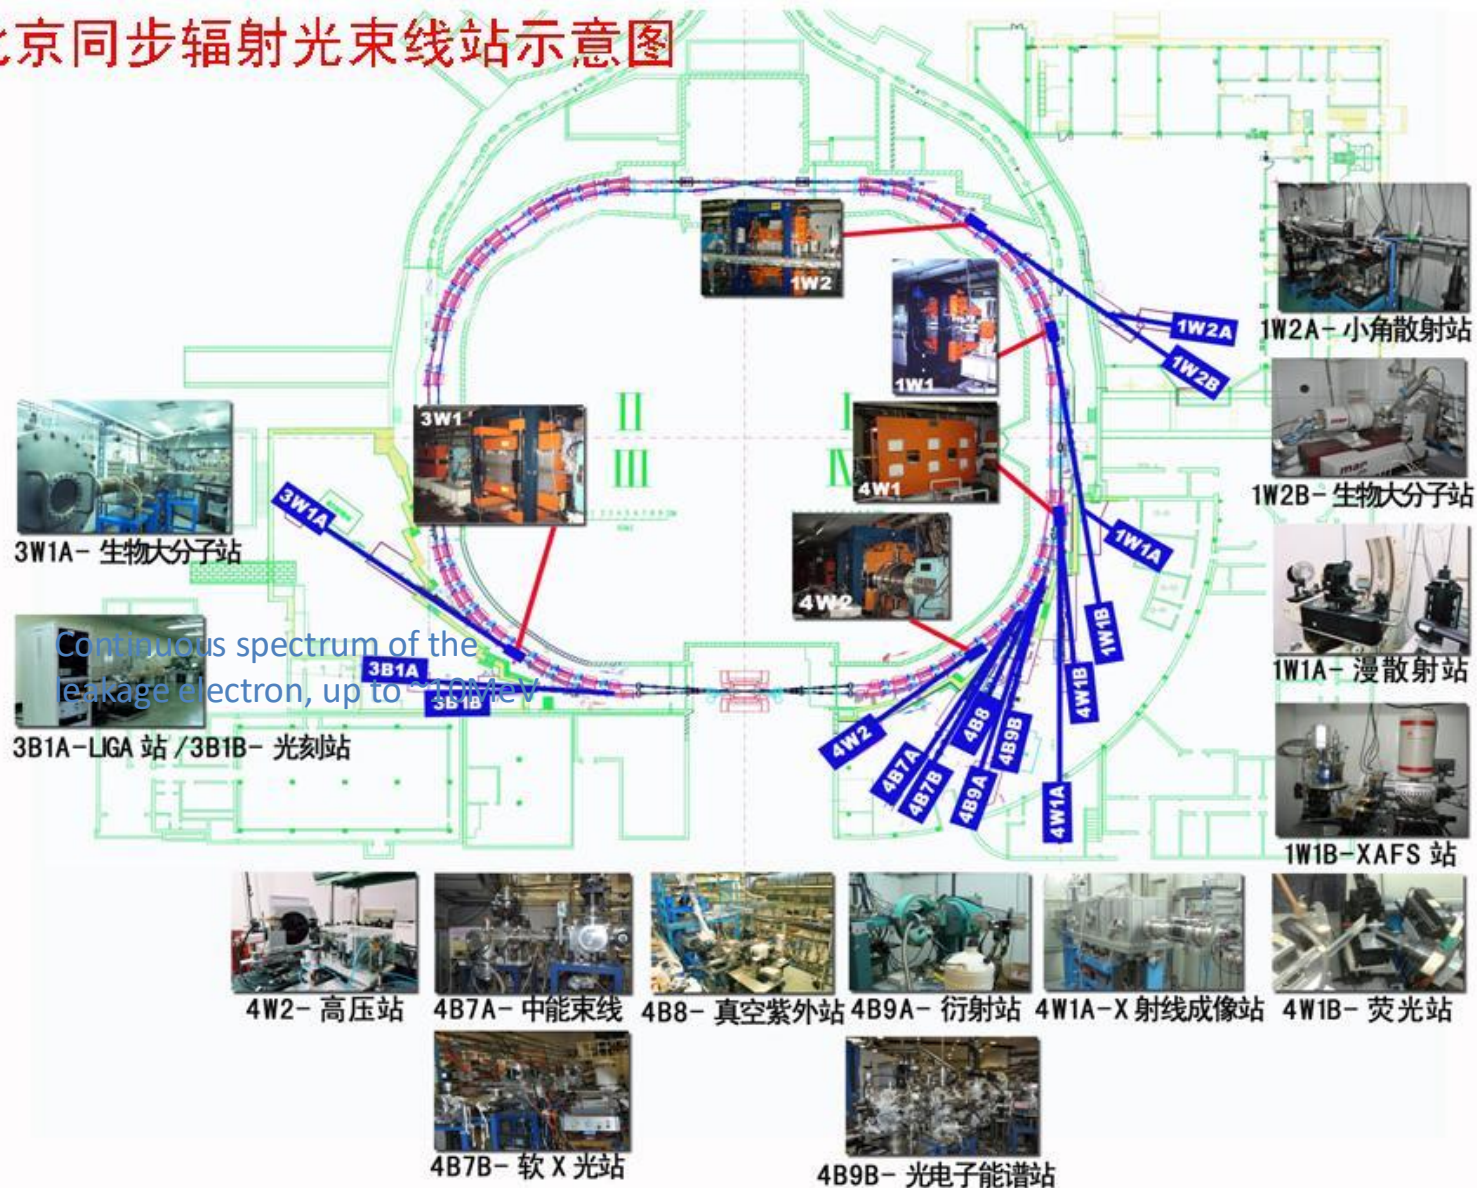 北京同步辐射光束线站示意图
1W2
1W2A
1W2B
1W2A- 小角散射站
1W1
II
I
III
IV
3W1
4W1
4W2
1W2B- 生物大分子站
3W1A
3W1A- 生物大分子站
1W1A
1W1B
4W1B
1W1A- 漫散射站
Continuous spectrum of the
leakage electron, up to ~10MeV
3B1A
3B1B
3B1A-LIGA 站 /3B1B- 光刻站
4W2
4B7A
4B7B
4B8
4B9A
4B9B
4W1A
1W1B-XAFS 站
4W2- 高压站
4B7A- 中能束线
4B8- 真空紫外站
4B9A- 衍射站
4W1A-X 射线成像站
4W1B- 荧光站
4B7B- 软 X 光站
4B9B- 光电子能谱站